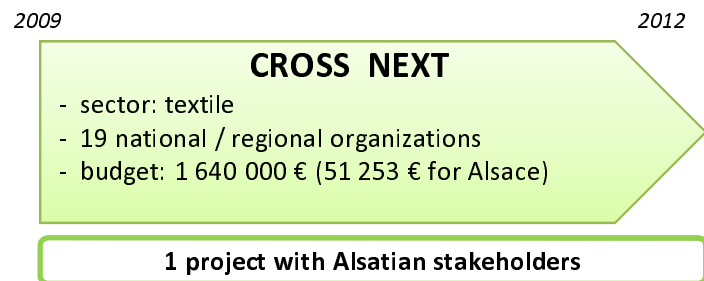 2009 2012
CROSS NEXT
- sector: textile
- 19 national / regional organizations
- budget: 1 640 000 € (51 253 € for Alsace)
1 project with Alsatian stakeholders